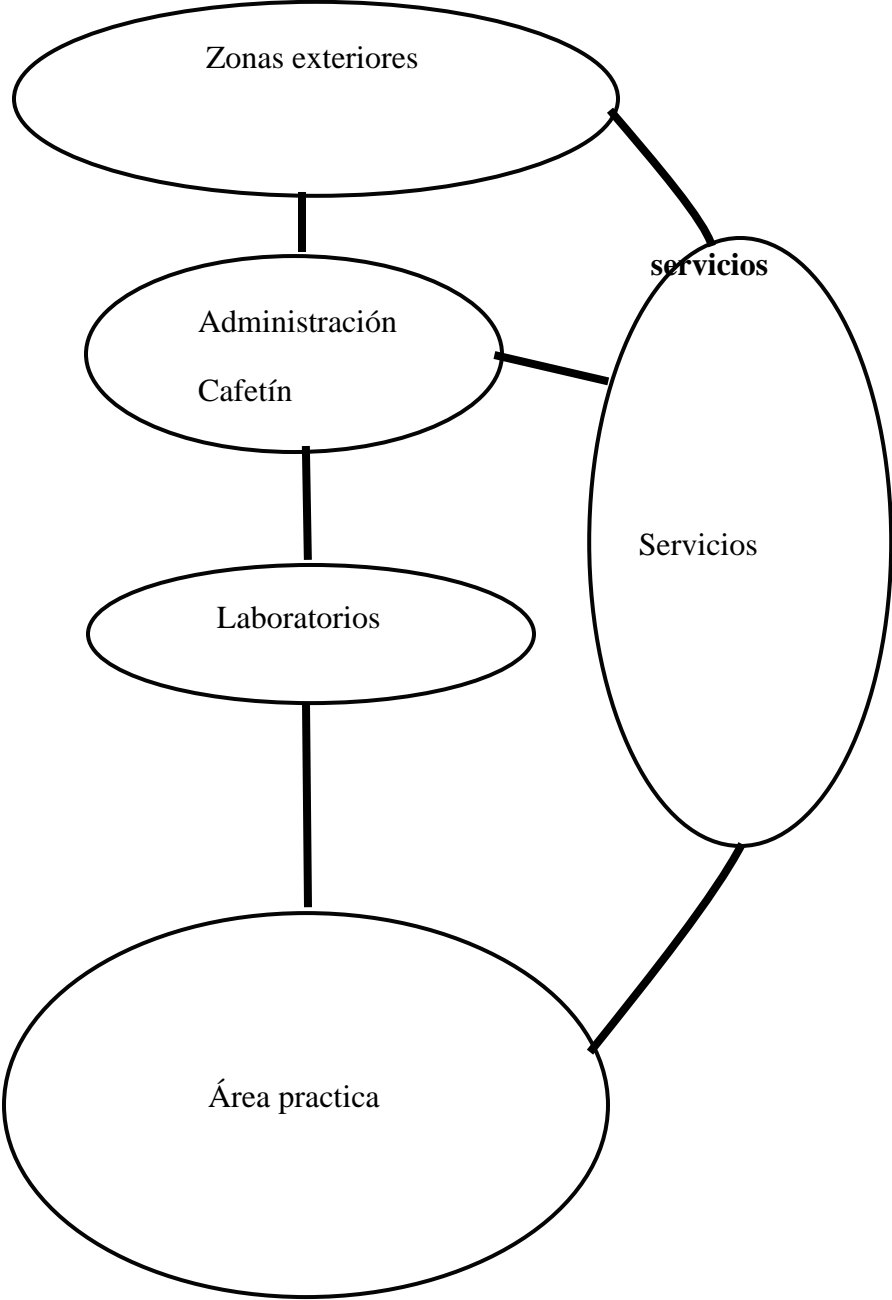 Zonas exteriores
servicios
Administración
Cafetín
Servicios
Laboratorios
Área practica